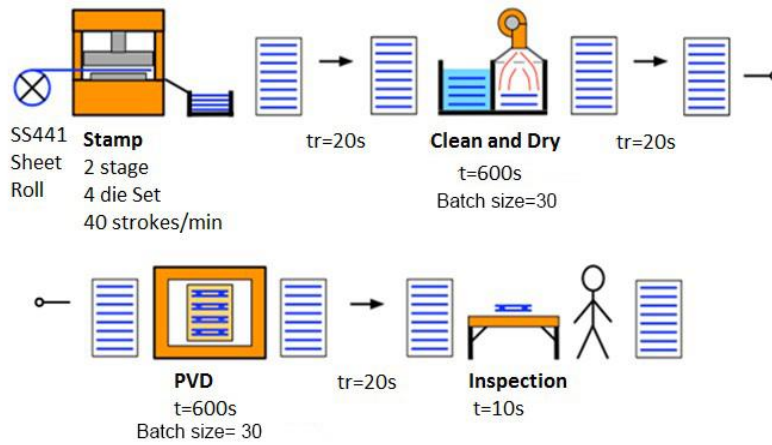 SS441
Sheet
Roll
Stamp
2 stage
4 die Set
40 strokes/min
tr=20s
Clean and Dry
t=600s
Batch size=30
tr=20s
PVD
t=600s
Batch size= 30
tr=20s
Inspection
t=10s